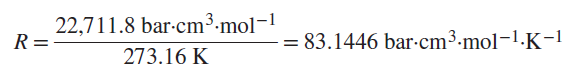 R = 22,711.8 bar·cm³·mol⁻¹ / 273.16 K = 83.1446 bar·cm³·mol⁻¹·K⁻¹